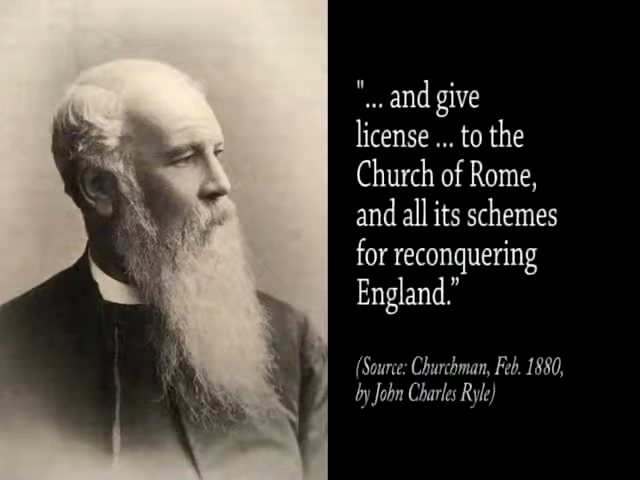 "... and give
license ... to the
Church of Rome,
and all its schemes
for reconquering
England.”
(Source: Churchman, Feb. 1880,
by John Charles Ryle)